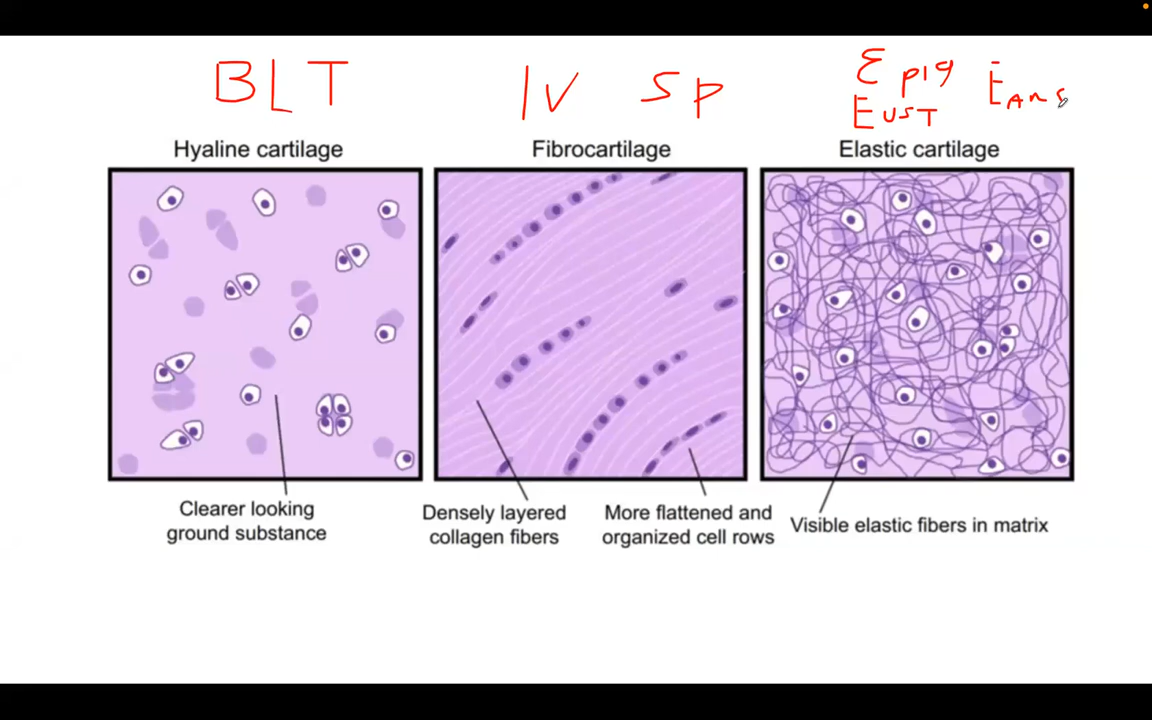 BLT IV SP Epig Ears
EUST
Hyaline cartilage Fibrocartilage Elastic cartilage
Clearer looking
ground substance
Densely layered
collagen fibers
More flattened and
organized cell rows
Visible elastic fibers in matrix